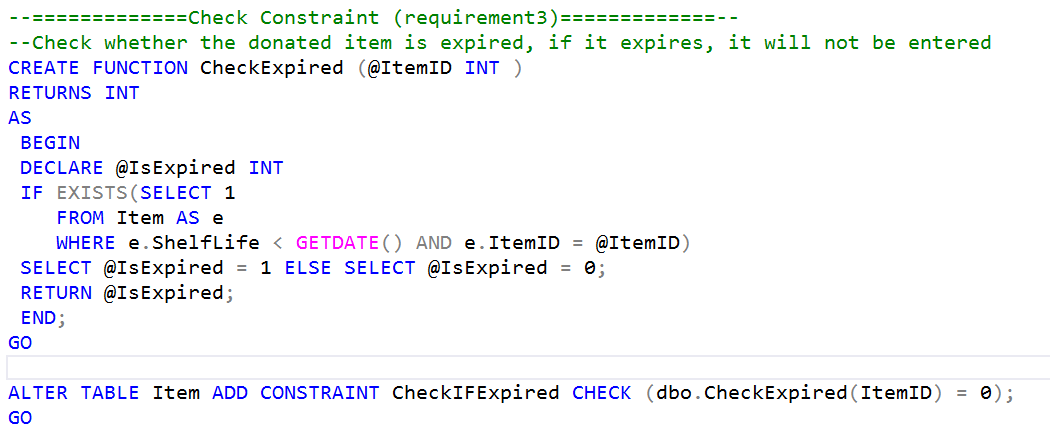 --=============Check Constraint (requirement3)=============--
--Check whether the donated item is expired, if it expires, it will not be entered
CREATE FUNCTION CheckExpired (@ItemID INT )
RETURNS INT
AS
BEGIN
DECLARE @IsExpired INT
IF EXISTS(SELECT 1
FROM Item AS e
WHERE e.ShelfLife < GETDATE() AND e.ItemID = @ItemID)
SELECT @IsExpired = 1 ELSE SELECT @IsExpired = 0;
RETURN @IsExpired;
END;
GO
ALTER TABLE Item ADD CONSTRAINT CheckIFExpired CHECK (dbo.CheckExpired(ItemID) = 0);
GO